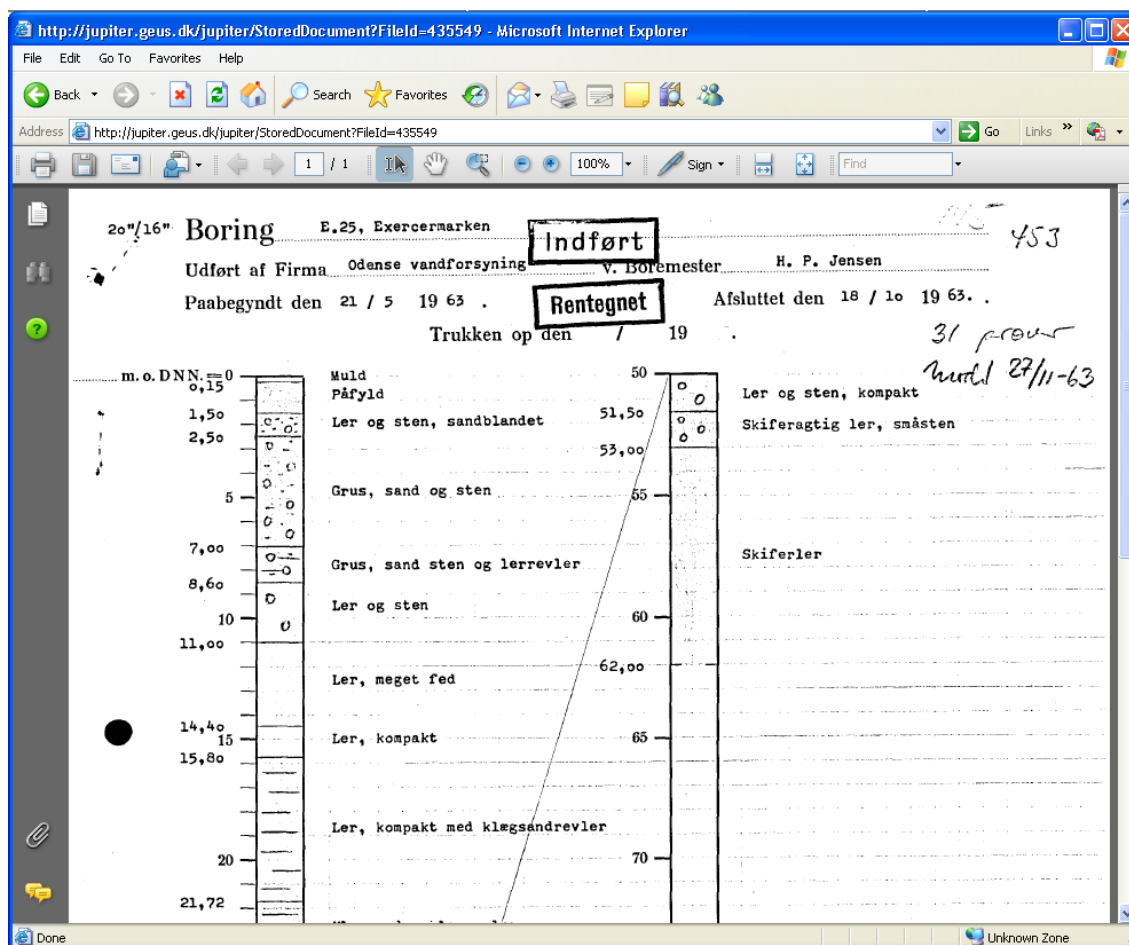 http://jupiter.geus.dk/jupiter/StoredDocument?FileId=435549 - Microsoft Internet Explorer
File Edit Go To Favorites Help
Back Search Favorites
Address http://jupiter.geus.dk/jupiter/StoredDocument?FileId=435549 Go Links »
1 / 1 100% Sign Find
20"/16" Boring E.25, Exercermarken
453
Indført
Udført af Firma Odense vandforsyning v. Boremester H. P. Jensen
Paabegyndt den 21 / 5 19 63 . Rentegnet Afsluttet den 18 / 10 19 63. .
Trukken op den / 19 .
31 prøver
27/11-63
m. o. DNN. = 0 Muld
0,15 Påfyld
1,50 Ler og sten, sandblandet
2,50
5 Grus, sand og sten
7,00
Grus, sand sten og lerrevler
8,60
Ler og sten
10
11,00
Ler, meget fed
14,40
15 Ler, kompakt
15,80
Ler, kompakt med klægsandrevler
20
21,72
50
Ler og sten, kompakt
51,50
Skiferagtig ler, småsten
53,00
55
Skiferler
60
62,00
65
70
Done Unknown Zone